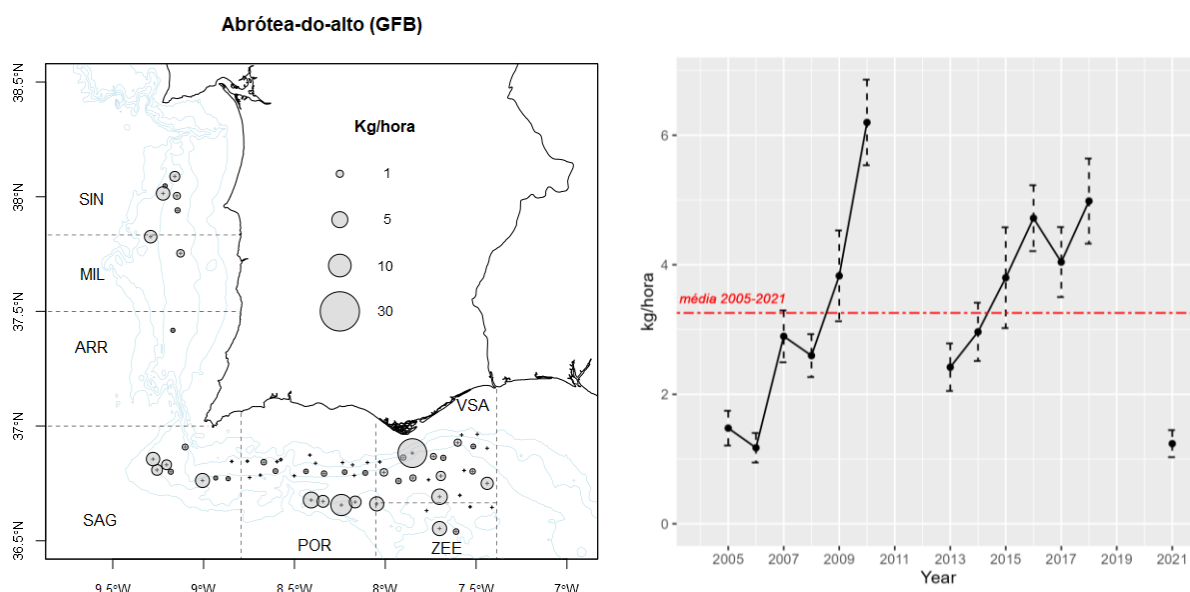 Abrótea-do-alto (GFB)
38.5°N
38°N
37.5°N
37°N
36.5°N
Kg/hora
1
5
10
30
SIN
MIL
ARR
SAG
POR
ZEE
VSA
9.5°W
9°W
8.5°W
8°W
7.5°W
7°W
kg/hora
6
4
2
0
média 2005-2021
2005
2007
2009
2011
2013
2015
2017
2019
2021
Year